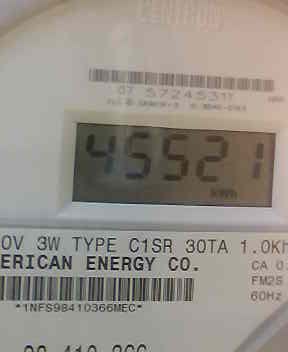 CENTRON
07 57245311
45521
kWh
0V 3W TYPE C1SR 30TA 1.0Kh
ERICAN ENERGY CO.
CA 0.
FM2S
*1NFS98410366MEC*
60Hz